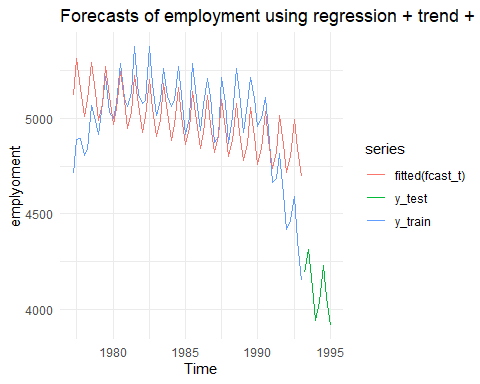 Forecasts of employment using regression + trend +
emplyoment
5000
4500
4000
1980
1985
1990
1995
Time
series
fitted(fcast_t)
y_test
y_train